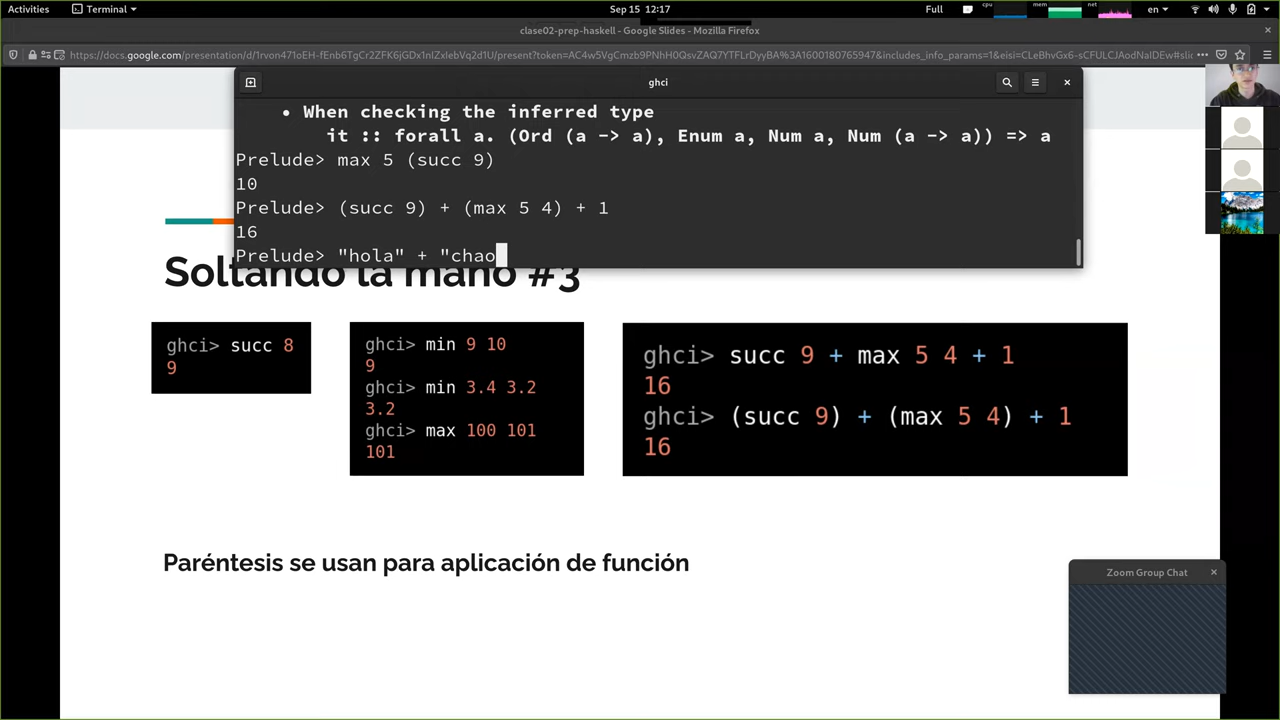 Activities
Terminal
Sep 15 12:17
Full
cpu
mem
net
en
clase02-prep-haskell - Google Slides - Mozilla Firefox
ghci
• When checking the inferred type
it :: forall a. (Ord (a -> a), Enum a, Num a, Num (a -> a)) => a
Prelude> max 5 (succ 9)
10
Prelude> (succ 9) + (max 5 4) + 1
16
Prelude> "hola" + "chao
Soltando la mano #3
ghci> succ 8
9
ghci> min 9 10
9
ghci> min 3.4 3.2
3.2
ghci> max 100 101
101
ghci> succ 9 + max 5 4 + 1
16
ghci> (succ 9) + (max 5 4) + 1
16
Paréntesis se usan para aplicación de función
Zoom Group Chat